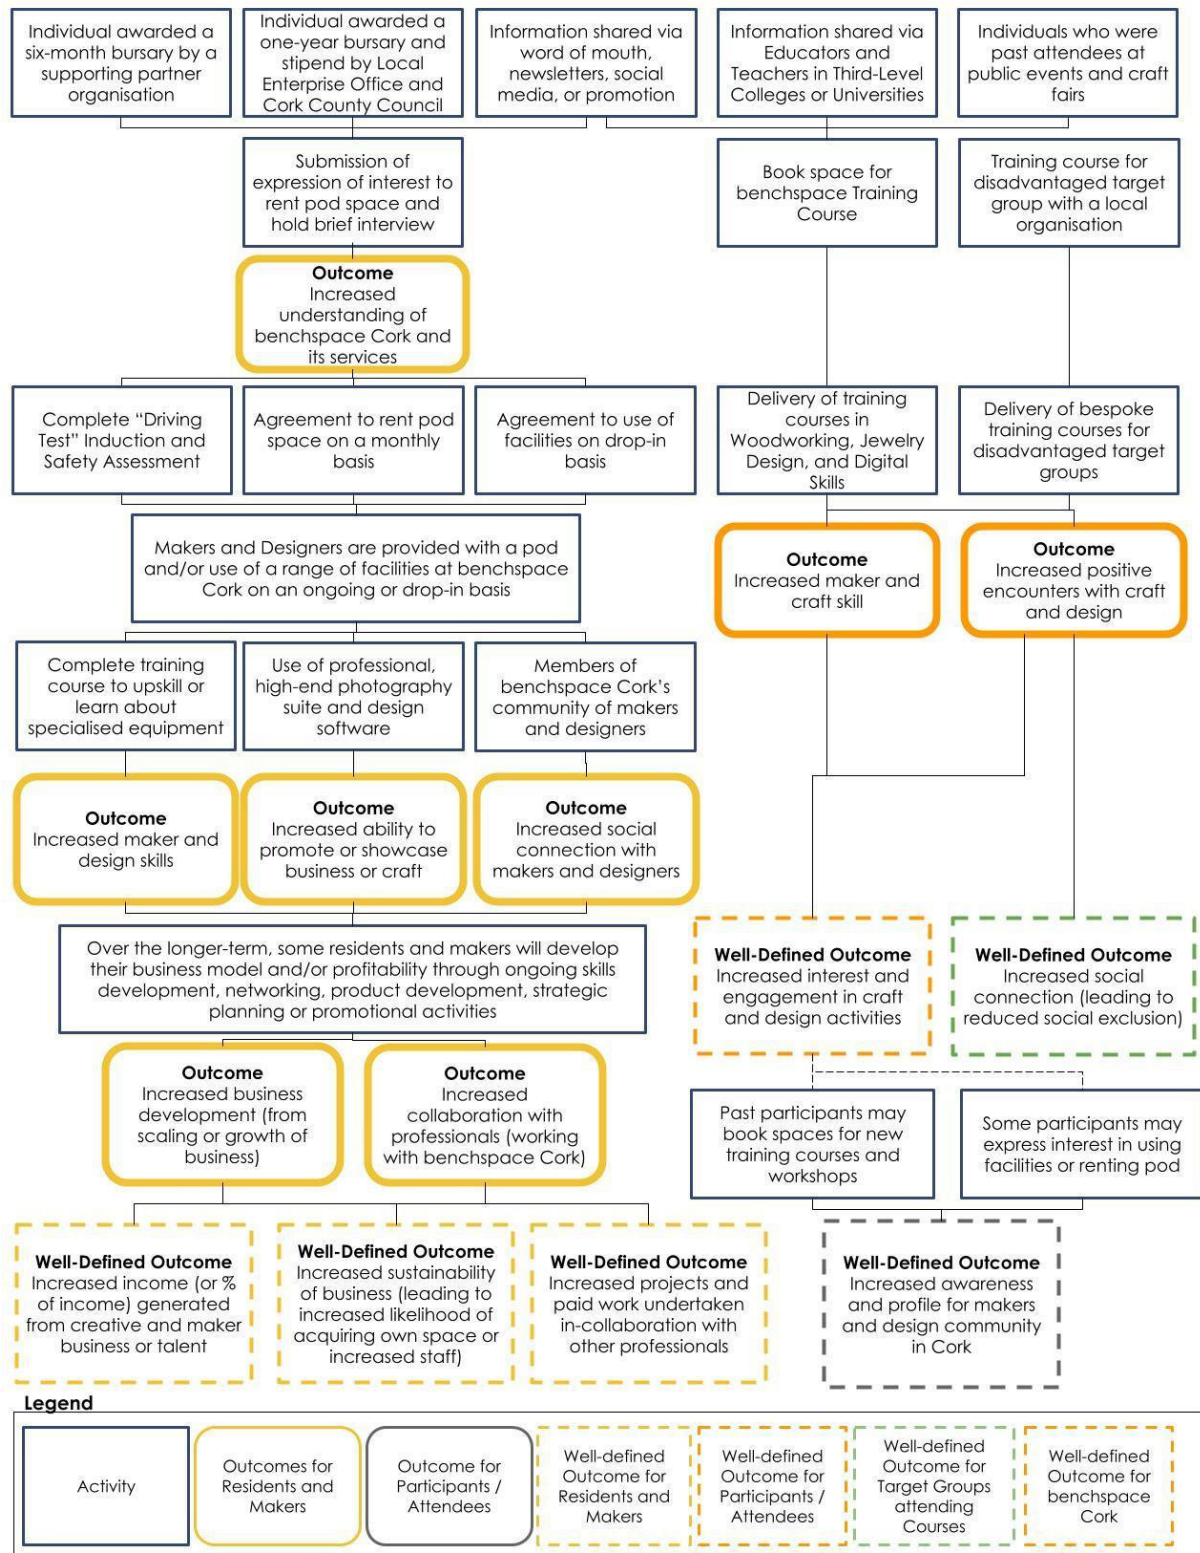 Individual awarded a
six-month bursary by a
supporting partner
organisation
Individual awarded a
one-year bursary and
stipend by Local
Enterprise Office and
Cork County Council
Information shared via
word of mouth,
newsletters, social
media, or promotion
Information shared via
Educators and
Teachers in Third-Level
Colleges or Universities
Individuals who were
past attendees at
public events and craft
fairs
Submission of
expression of interest to
rent pod space and
hold brief interview
Book space for
benchspace Training
Course
Training course for
disadvantaged target
group with a local
organisation
Outcome
Increased
understanding of
benchspace Cork and
its services
Complete “Driving
Test” Induction and
Safety Assessment
Agreement to rent pod
space on a monthly
basis
Agreement to use of
facilities on drop-in
basis
Delivery of training
courses in
Woodworking, Jewelry
Design, and Digital
Skills
Delivery of bespoke
training courses for
disadvantaged target
groups
Makers and Designers are provided with a pod
and/or use of a range of facilities at benchspace
Cork on an ongoing or drop-in basis
Outcome
Increased maker and
craft skill
Outcome
Increased positive
encounters with craft
and design
Complete training
course to upskill or
learn about
specialised equipment
Use of professional,
high-end photography
suite and design
software
Members of
benchspace Cork’s
community of makers
and designers
Outcome
Increased maker and
design skills
Outcome
Increased ability to
promote or showcase
business or craft
Outcome
Increased social
connection with
makers and designers
Over the longer-term, some residents and makers will develop
their business model and/or profitability through ongoing skills
development, networking, product development, strategic
planning or promotional activities
Well-Defined Outcome
Increased interest and
engagement in craft
and design activities
Well-Defined Outcome
Increased social
connection (leading to
reduced social exclusion)
Outcome
Increased business
development (from
scaling or growth of
business)
Outcome
Increased
collaboration with
professionals (working
with benchspace Cork)
Past participants may
book spaces for new
training courses and
workshops
Some participants may
express interest in using
facilities or renting pod
Well-Defined Outcome
Increased income (or %
of income) generated
from creative and maker
business or talent
Well-Defined Outcome
Increased sustainability
of business (leading to
increased likelihood of
acquiring own space or
increased staff)
Well-Defined Outcome
Increased projects and
paid work undertaken
in-collaboration with
other professionals
Well-Defined Outcome
Increased awareness
and profile for makers
and design community
in Cork
Legend
Activity
Outcomes for
Residents and
Makers
Outcome for
Participants /
Attendees
Well-defined
Outcome for
Residents and
Makers
Well-defined
Outcome for
Participants /
Attendees
Well-defined
Outcome for
Target Groups
attending
Courses
Well-defined
Outcome for
benchspace
Cork